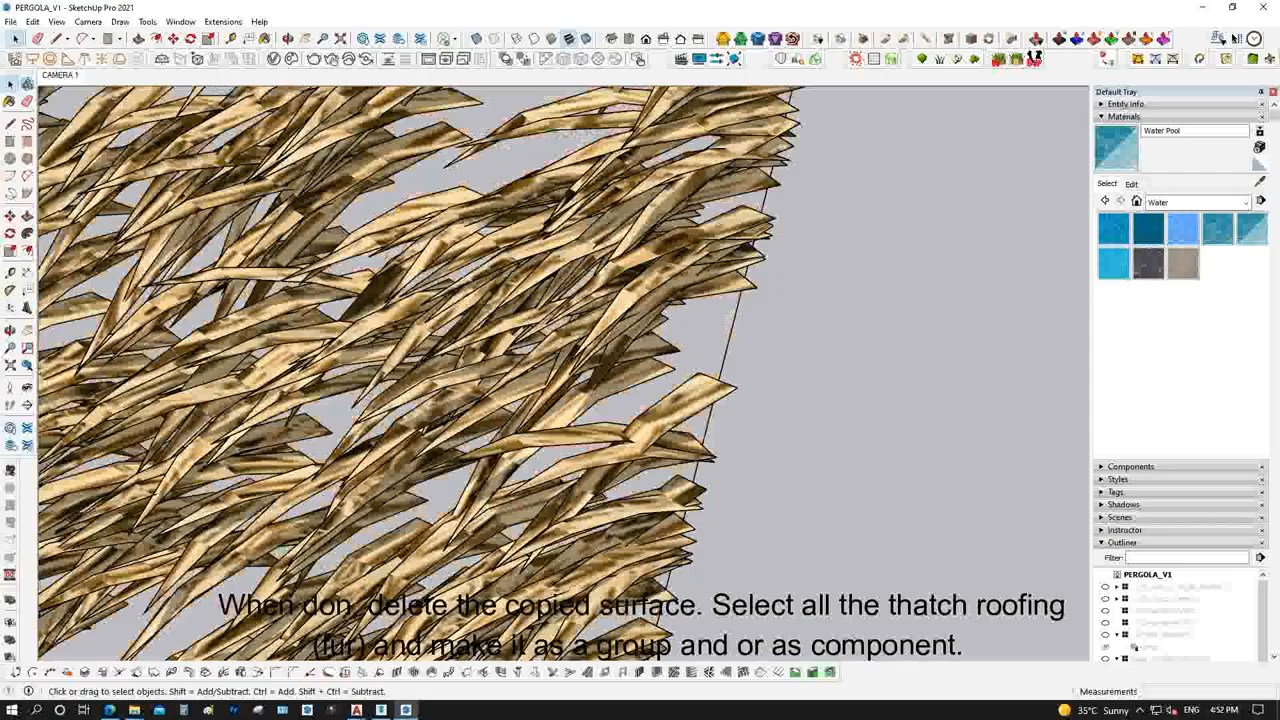 PERGOLA_V1 - SketchUp Pro 2021
File Edit View Camera Draw Tools Window Extensions Help
CAMERA 1
Default Tray
Entity Info
Materials
Water Pool
Select Edit
Water
Components
Styles
Tags
Shadows
Scenes
Instructor
Outliner
Filter:
PERGOLA_V1
When don, delete the copied surface. Select all the thatch roofing
(fur) and make it as a group and or as component.
Click or drag to select objects. Shift = Add/Subtract. Ctrl = Add. Shift + Ctrl = Subtract.
Measurements
35°C Sunny ENG 4:52 PM